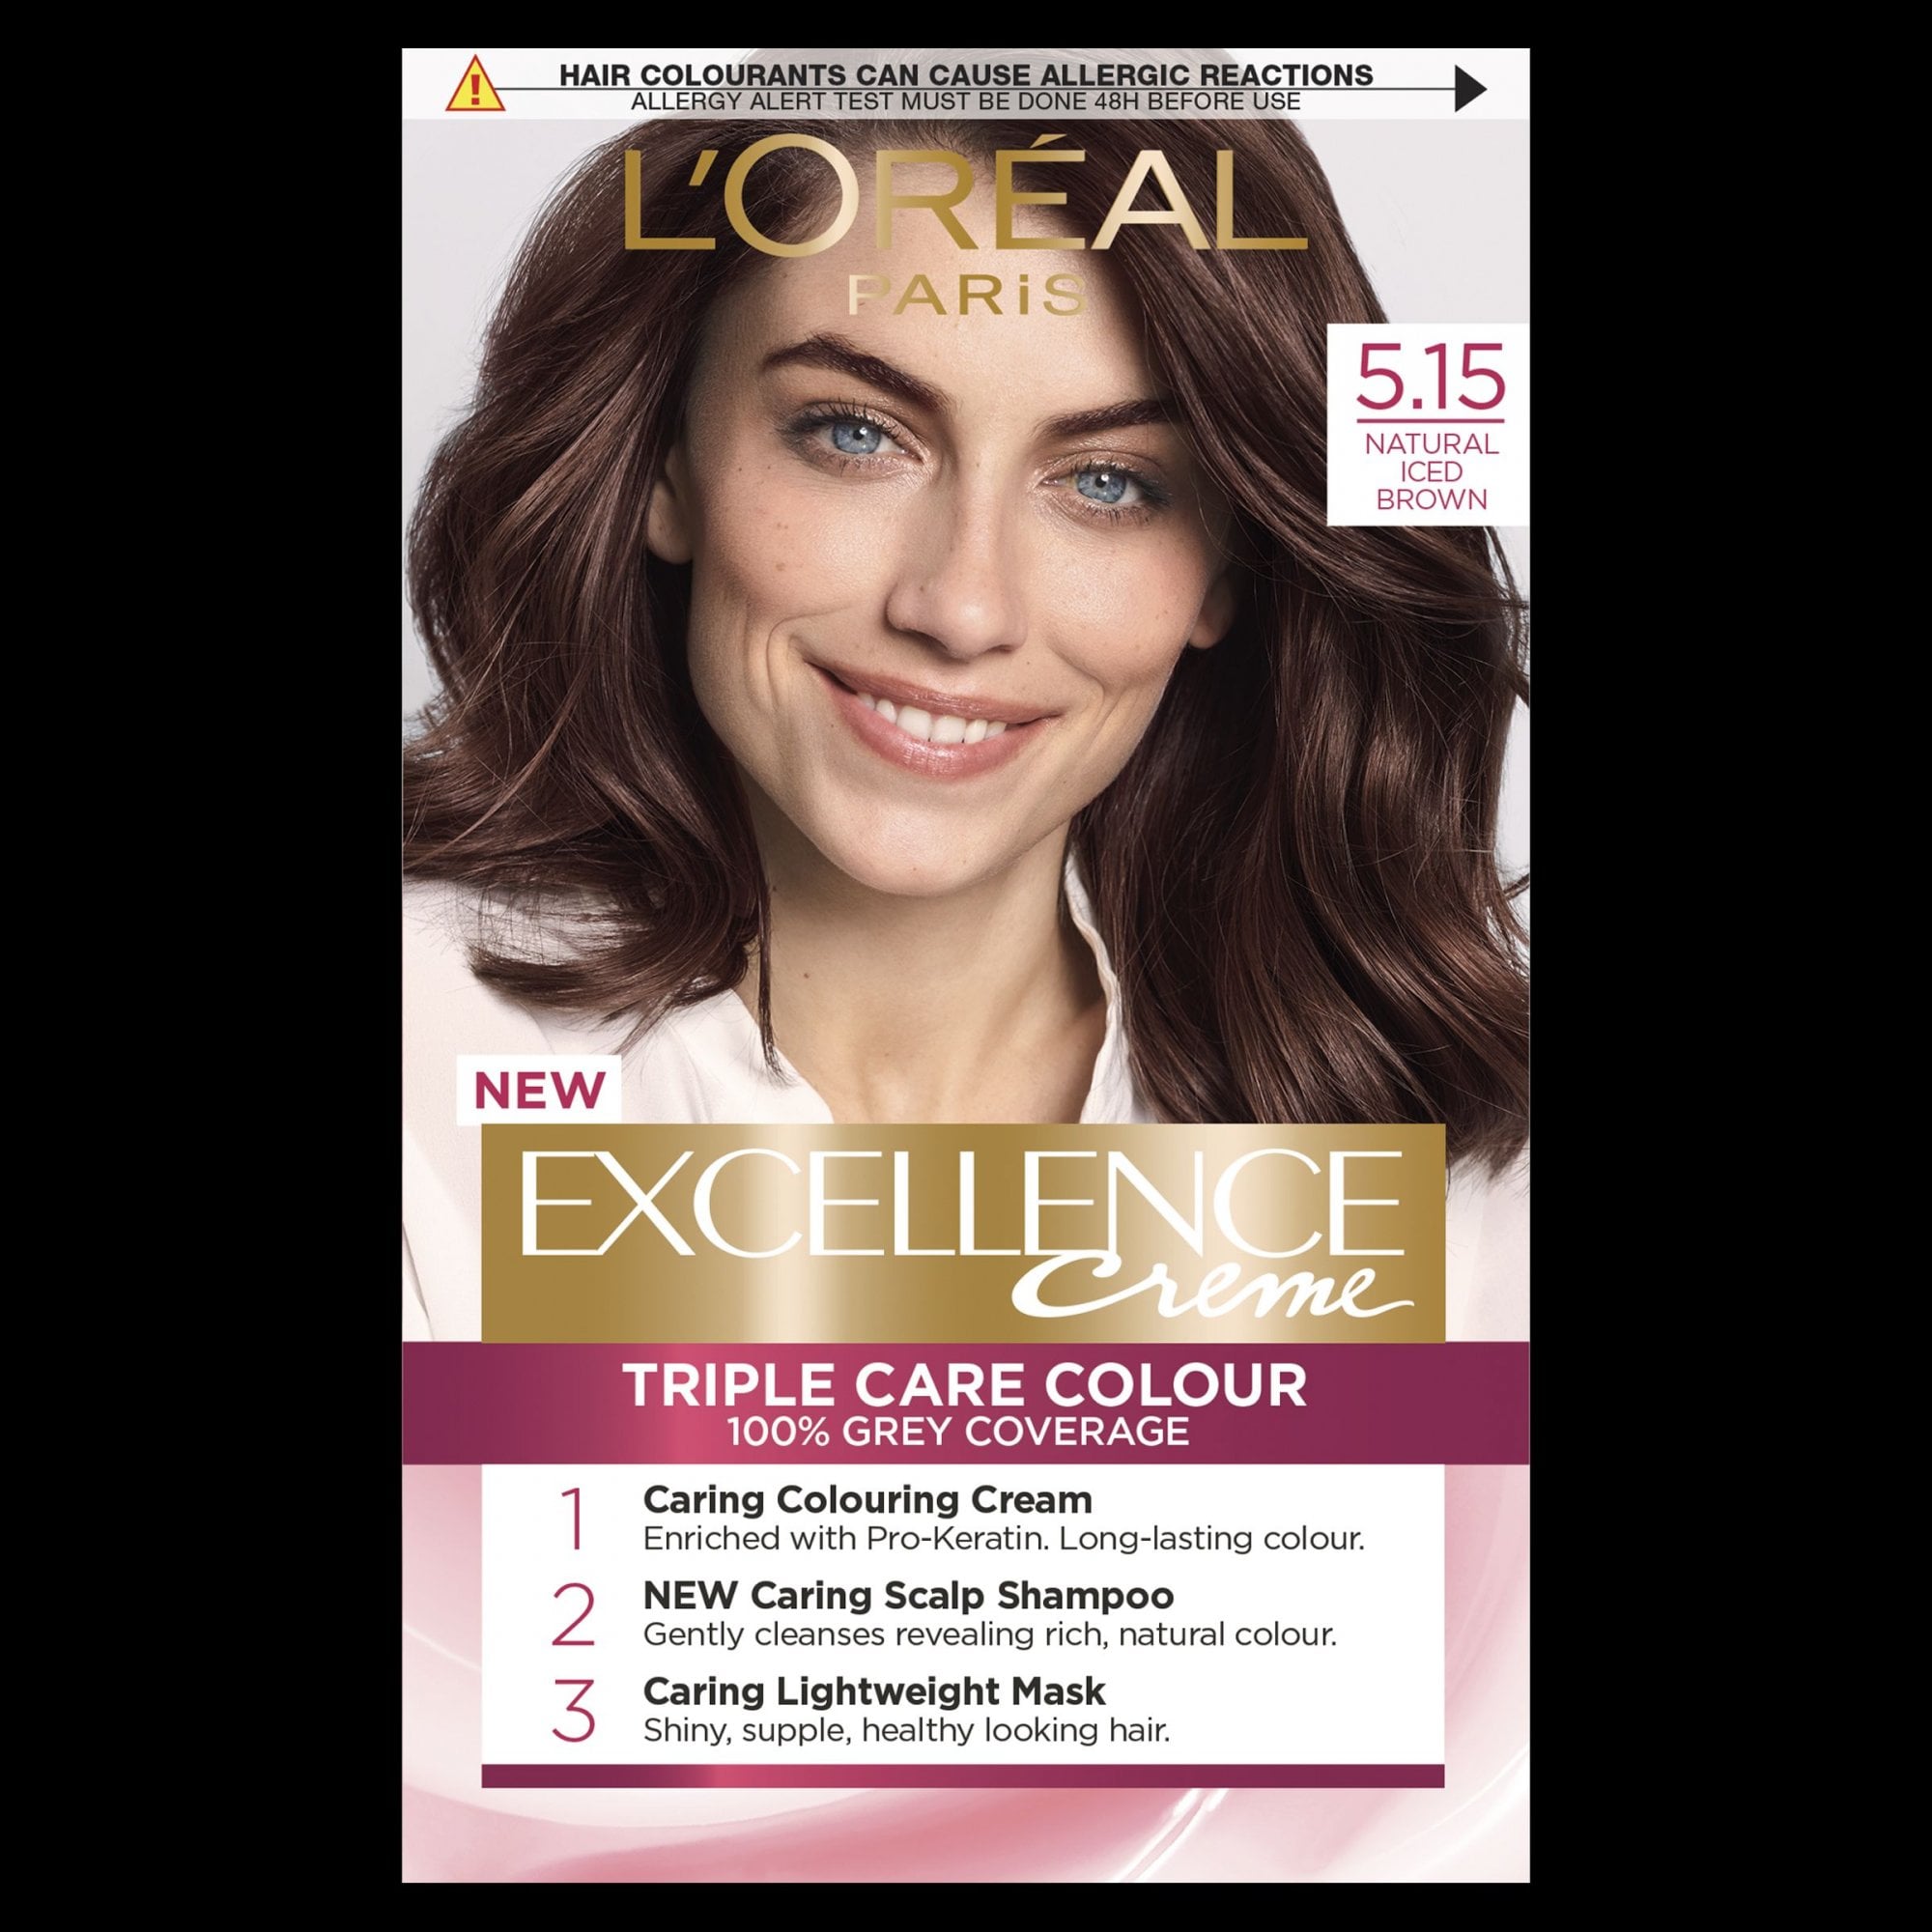 HAIR COLOURANTS CAN CAUSE ALLERGIC REACTIONS
ALLERGY ALERT TEST MUST BE DONE 48H BEFORE USE
L'ORÉAL
PARiS
5.15
NATURAL
ICED
BROWN
NEW
EXCELLENCE
Creme
TRIPLE CARE COLOUR
100% GREY COVERAGE
1 Caring Colouring Cream
Enriched with Pro-Keratin. Long-lasting colour.
2 NEW Caring Scalp Shampoo
Gently cleanses revealing rich, natural colour.
3 Caring Lightweight Mask
Shiny, supple, healthy looking hair.